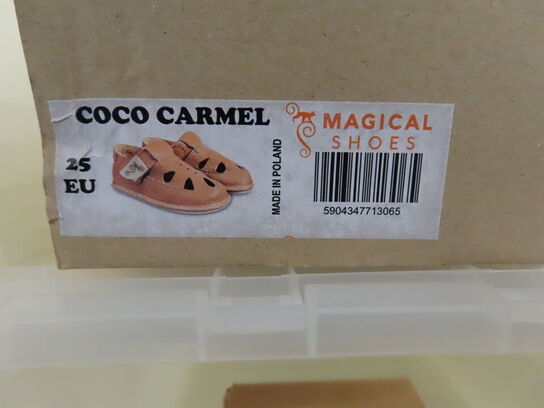 COCO CARMEL
25
EU
MADE IN POLAND
MAGICAL
SHOES
5904347713065